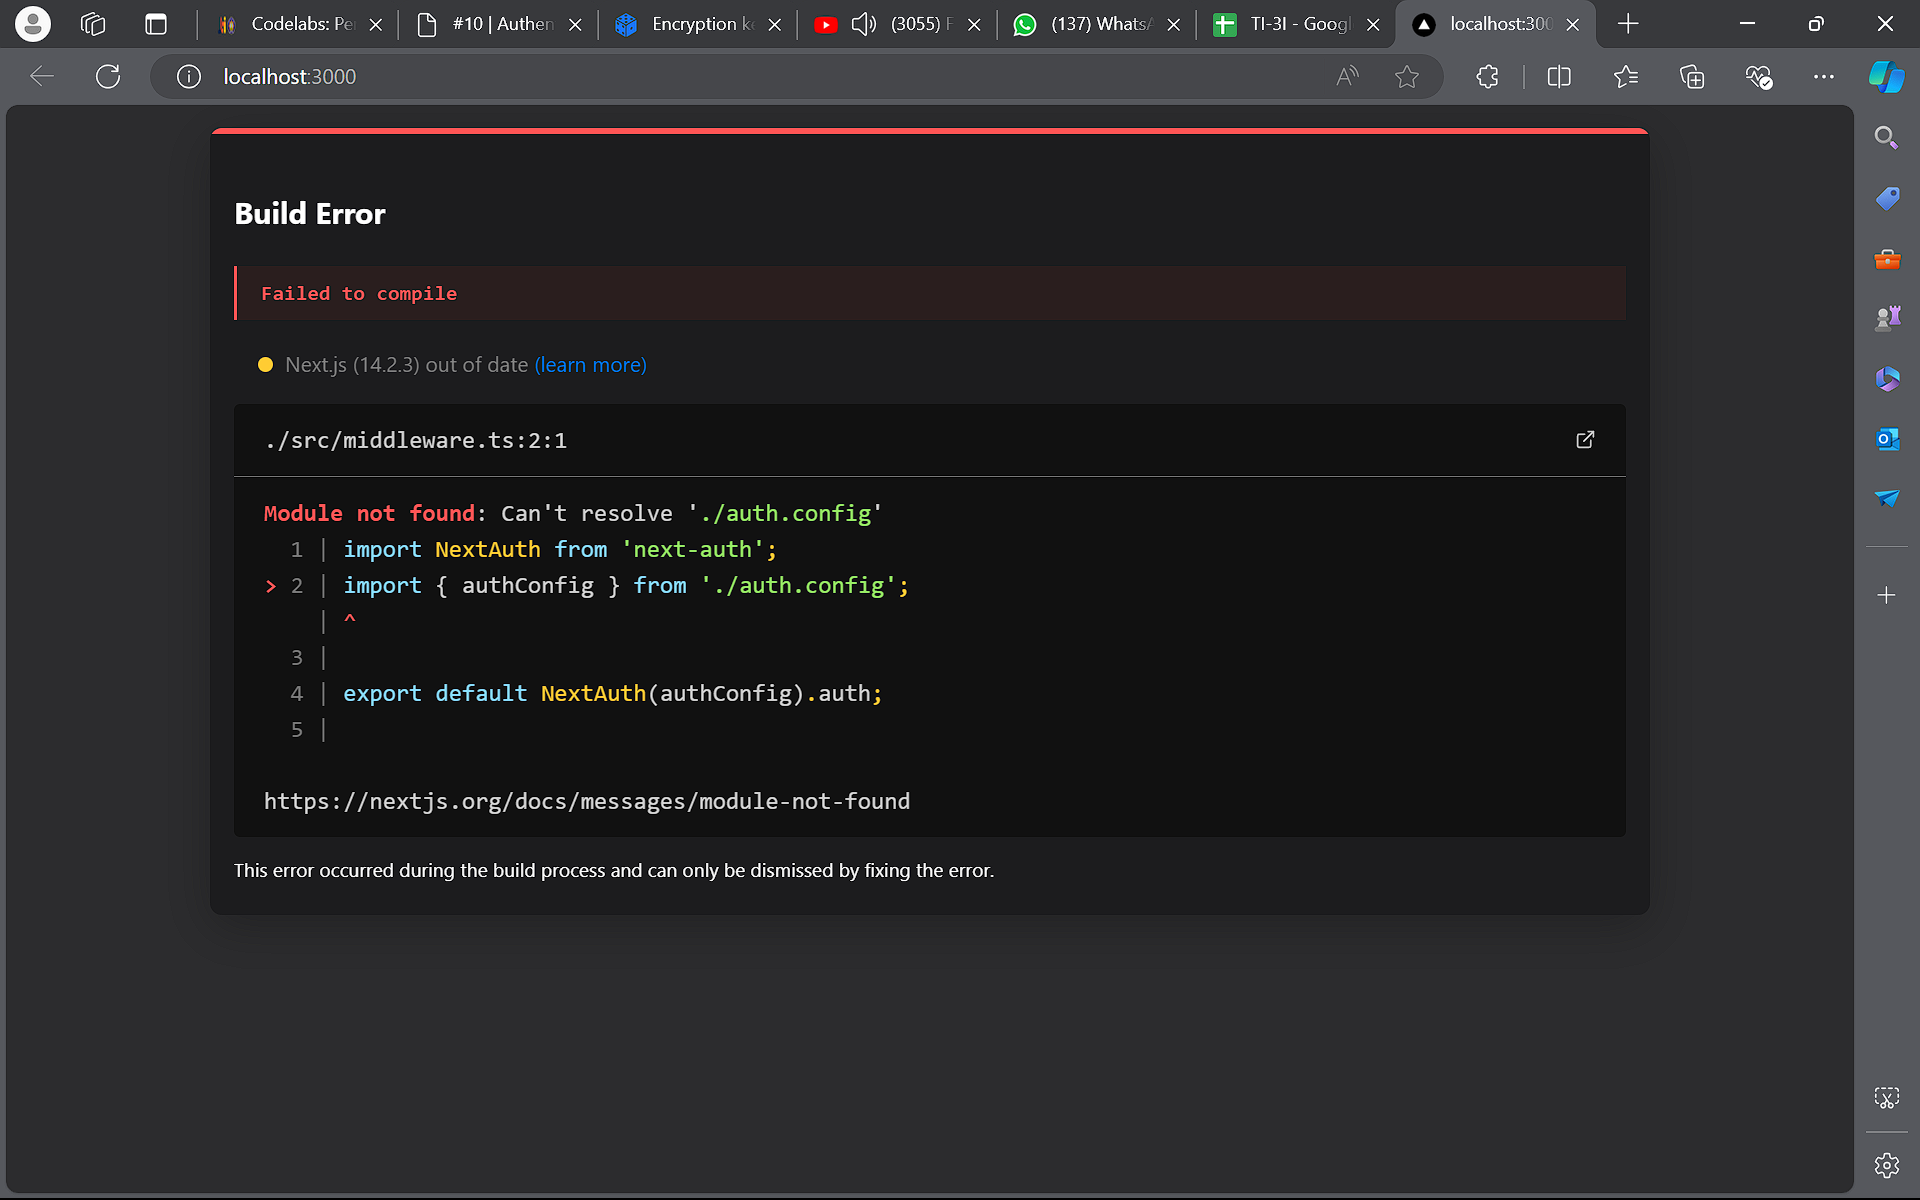 Codelabs: Pe
#10 | Authen
Encryption ke
(3055) F
(137) WhatsA
TI-3I - Googl
localhost:300
localhost:3000
Build Error
Failed to compile
Next.js (14.2.3) out of date (learn more)
./src/middleware.ts:2:1
Module not found: Can't resolve './auth.config'
1 | import NextAuth from 'next-auth';
> 2 | import { authConfig } from './auth.config';
| ^
3 |
4 | export default NextAuth(authConfig).auth;
5 |
https://nextjs.org/docs/messages/module-not-found
This error occurred during the build process and can only be dismissed by fixing the error.